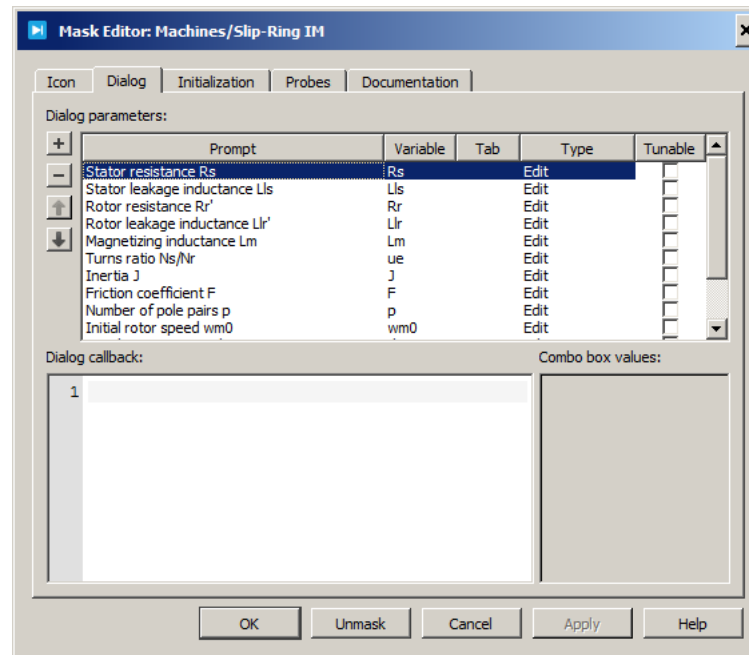 Mask Editor: Machines/Slip-Ring IM
Icon Dialog Initialization Probes Documentation
Dialog parameters:
Prompt Variable Tab Type Tunable
Stator resistance Rs Rs Edit
Stator leakage inductance Lls Lls Edit
Rotor resistance Rr' Rr Edit
Rotor leakage inductance Llr' Llr Edit
Magnetizing inductance Lm Lm Edit
Turns ratio Ns/Nr ue Edit
Inertia J J Edit
Friction coefficient F F Edit
Number of pole pairs p p Edit
Initial rotor speed wm0 wm0 Edit
Dialog callback: Combo box values:
1
OK Unmask Cancel Apply Help